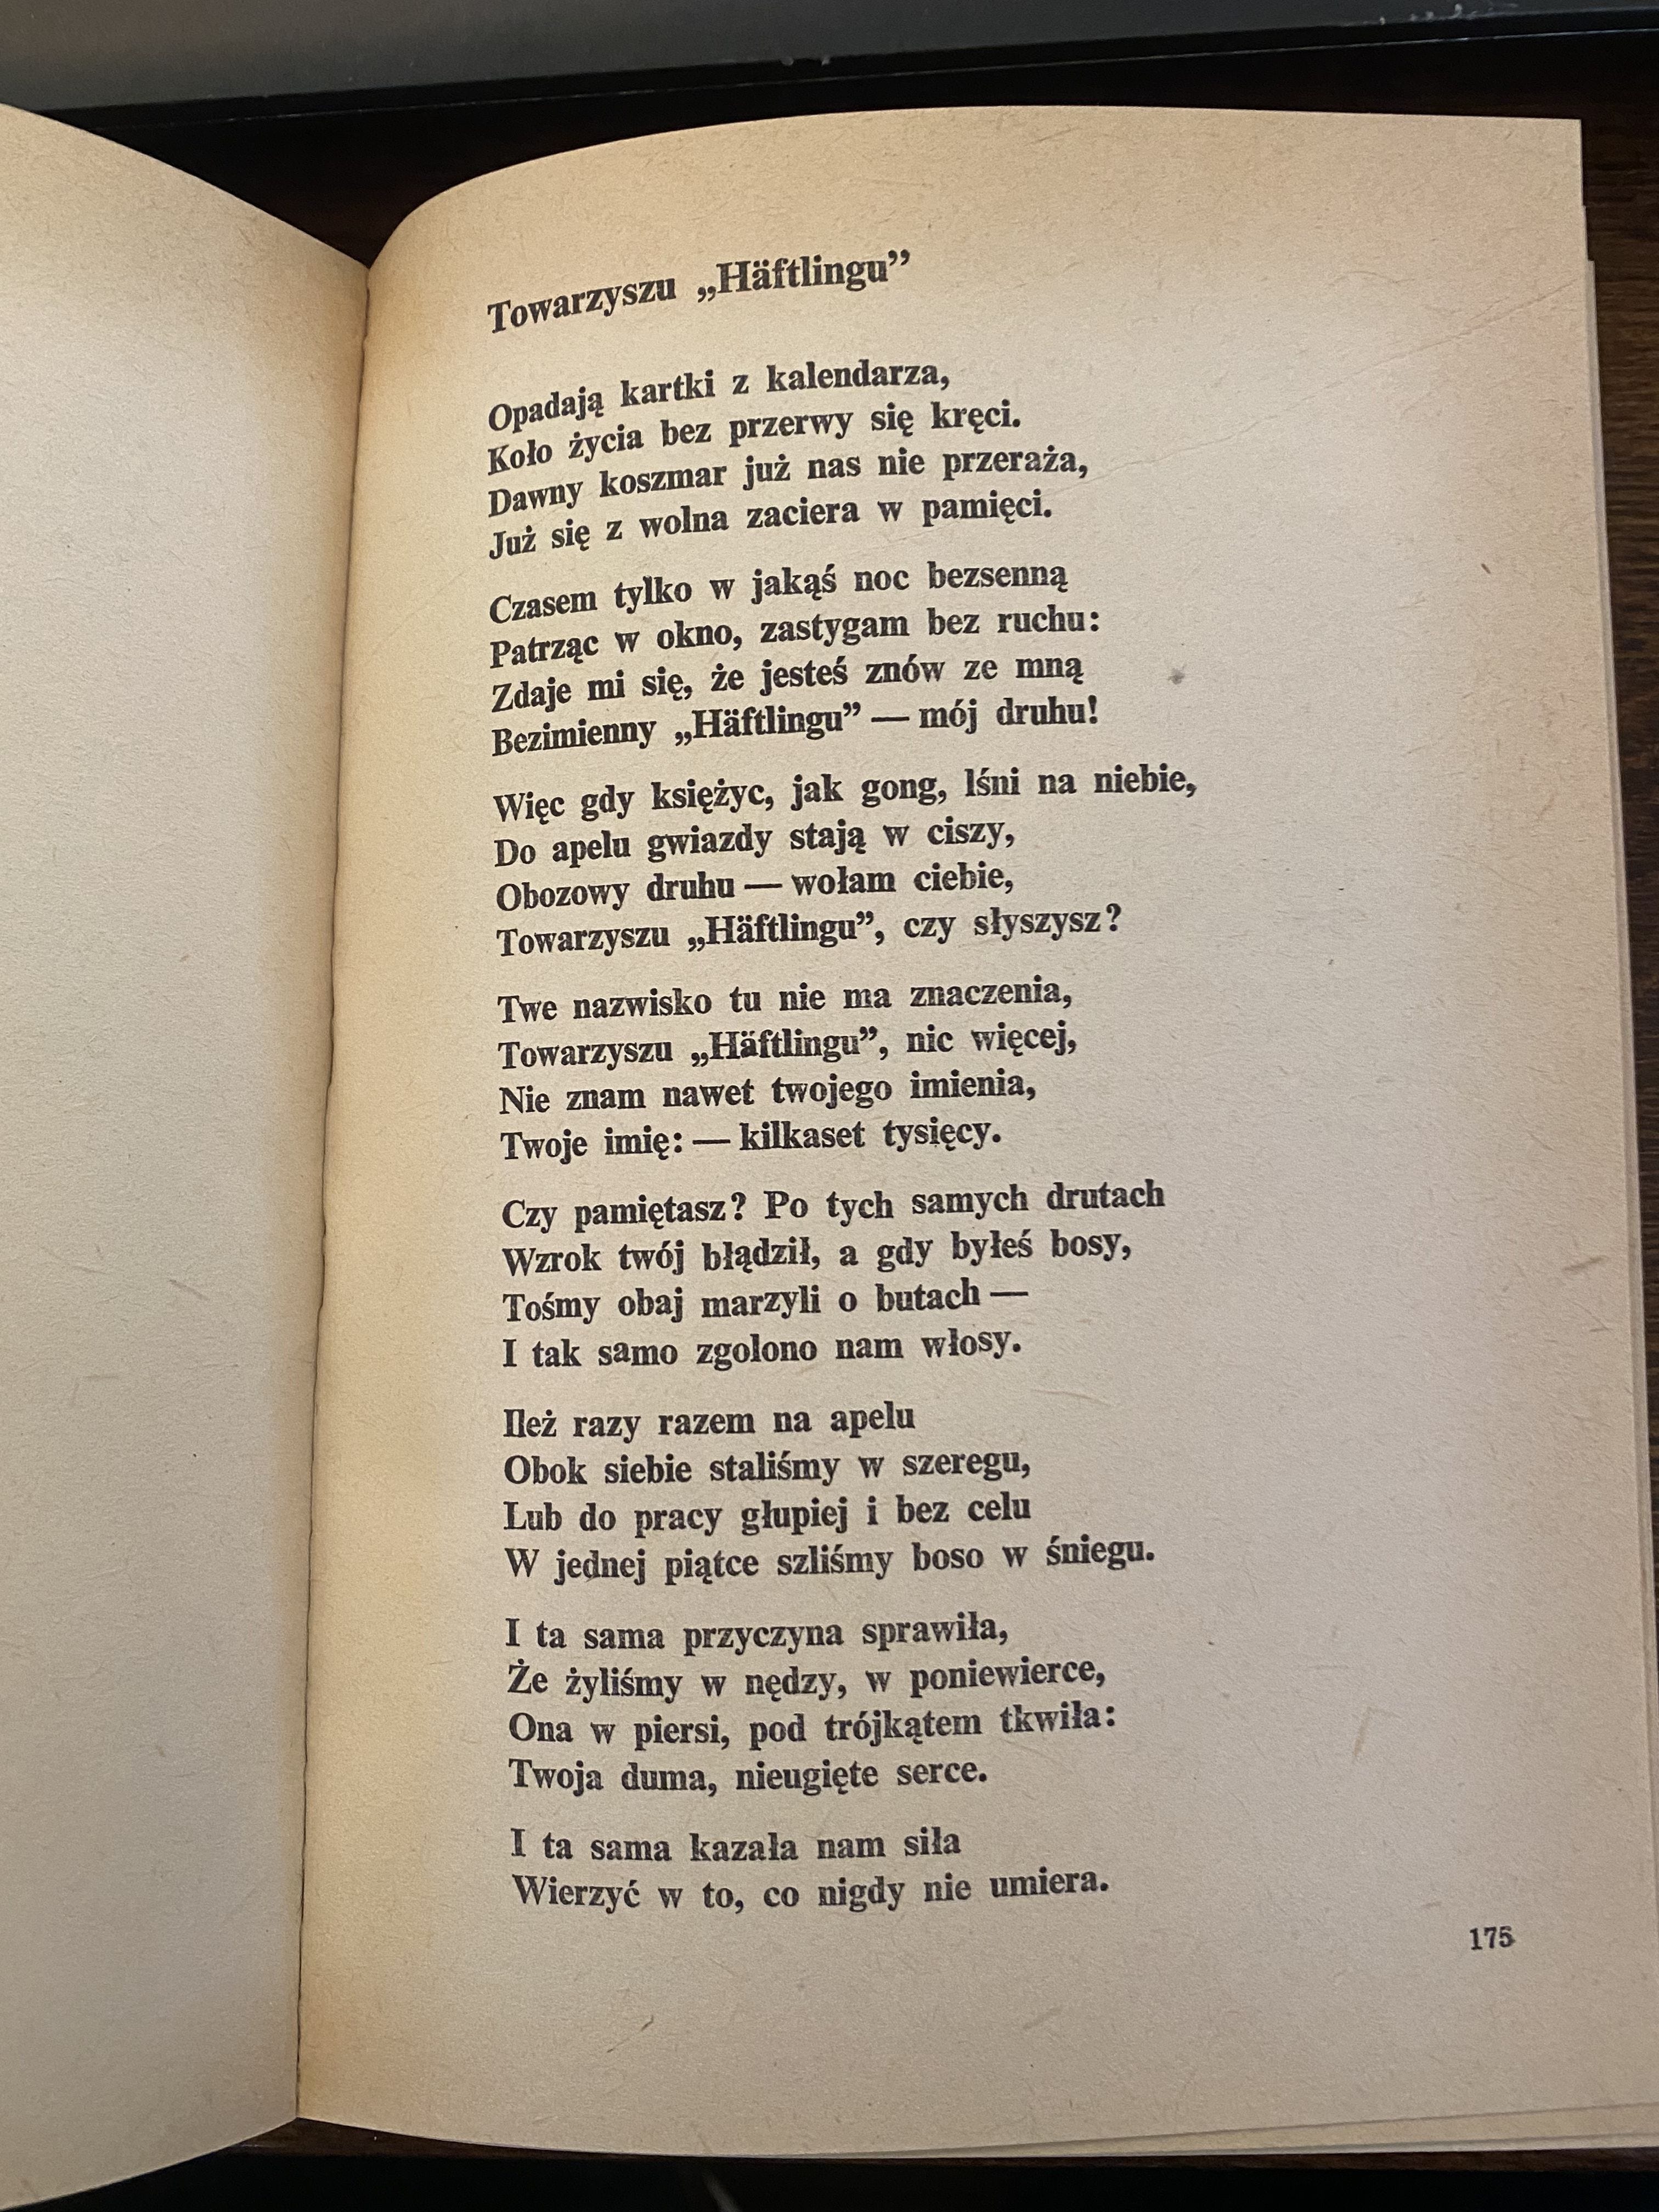 Towarzyszu „Häftlingu”
Opadają kartki z kalendarza,
Koło życia bez przerwy się kręci.
Dawny koszmar już nas nie przeraża,
Już się z wolna zaciera w pamięci.
Czasem tylko w jakąś noc bezsenną
Patrząc w okno, zastygam bez ruchu:
Zdaje mi się, że jesteś znów ze mną
Bezimienny „Häftlingu” — mój druhu!
Więc gdy księżyc, jak gong, lśni na niebie,
Do apelu gwiazdy stają w ciszy,
Obozowy druhu — wołam ciebie,
Towarzyszu „Häftlingu”, czy słyszysz?
Twe nazwisko tu nie ma znaczenia,
Towarzyszu „Häftlingu”, nic więcej,
Nie znam nawet twojego imienia,
Twoje imię: — kilkaset tysięcy.
Czy pamiętasz? Po tych samych drutach
Wzrok twój błądził, a gdy byłeś bosy,
Tośmy obaj marzyli o butach —
I tak samo zgolono nam włosy.
Ileż razy razem na apelu
Obok siebie staliśmy w szeregu,
Lub do pracy głupiej i bez celu
W jednej piątce szliśmy boso w śniegu.
I ta sama przyczyna sprawiła,
Że żyliśmy w nędzy, w poniewierce,
Ona w piersi, pod trójkątem tkwiła:
Twoja duma, nieugięte serce.
I ta sama kazała nam siła
Wierzyć w to, co nigdy nie umiera.
175